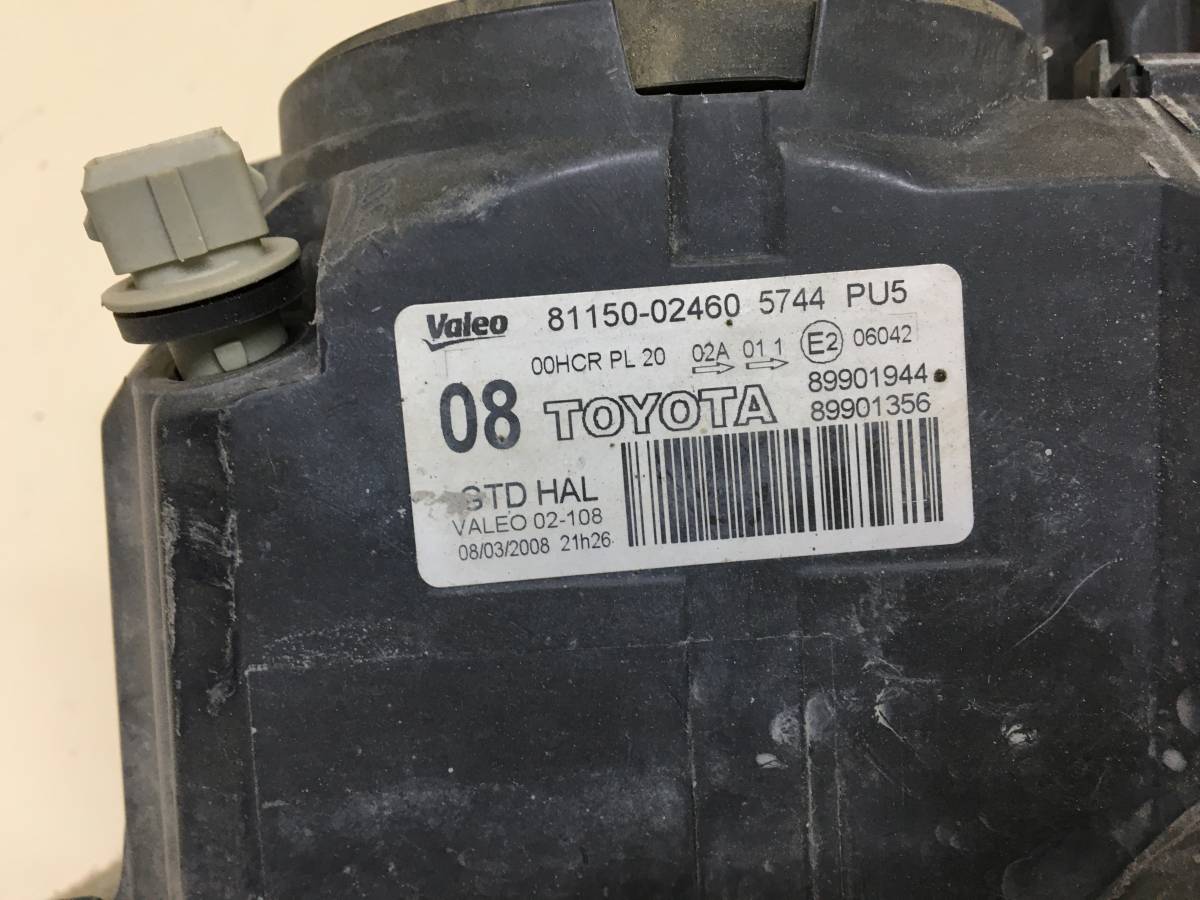 Valeo 81150-02460 5744 PU5
00HCR PL 20 02A 01 1 E2 06042
08 TOYOTA 89901944
89901356
GTD HAL
VALEO 02-108
08/03/2008 21h26